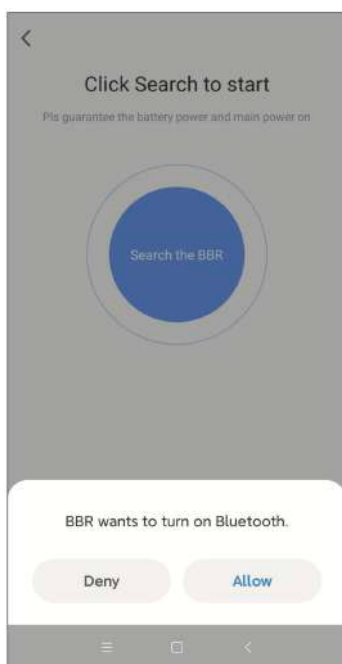 Click Search to start
Pls guarantee the battery power and main power on
Search the BBR
BBR wants to turn on Bluetooth.
Deny
Allow